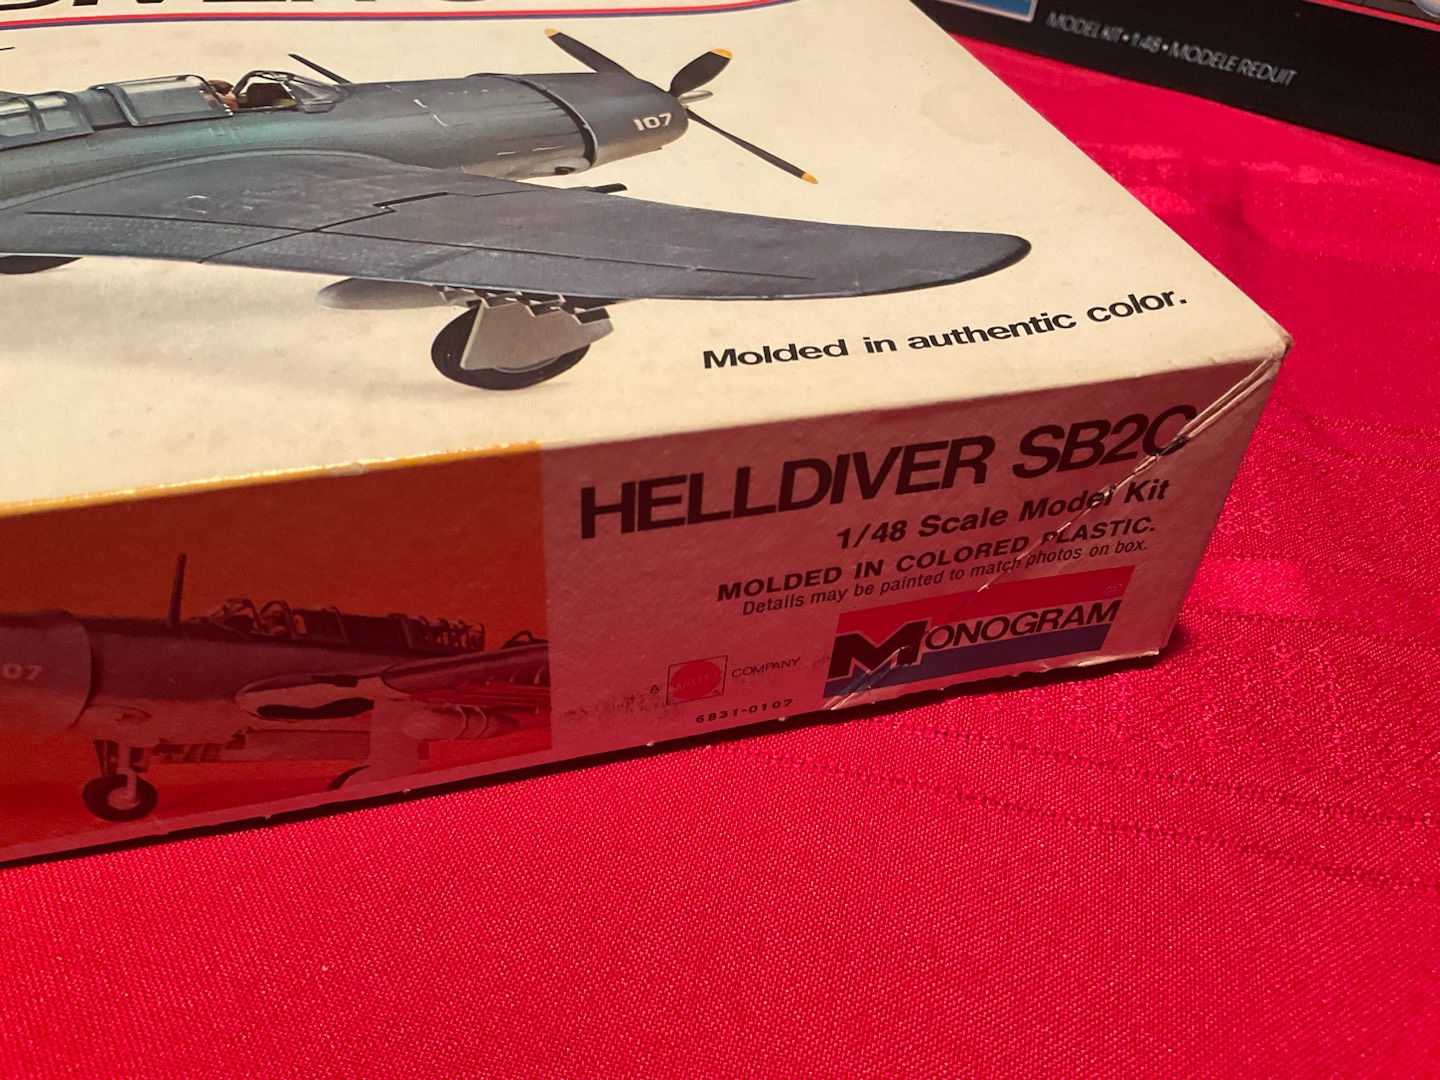 MODEL KIT • 1:48 • MODELE REDUIT
107
Molded in authentic color.
HELLDIVER SB2C
1/48 Scale Model Kit
MOLDED IN COLORED PLASTIC.
Details may be painted to match photos on box.
MONOGRAM
A MATTEL COMPANY
6831-0107
07